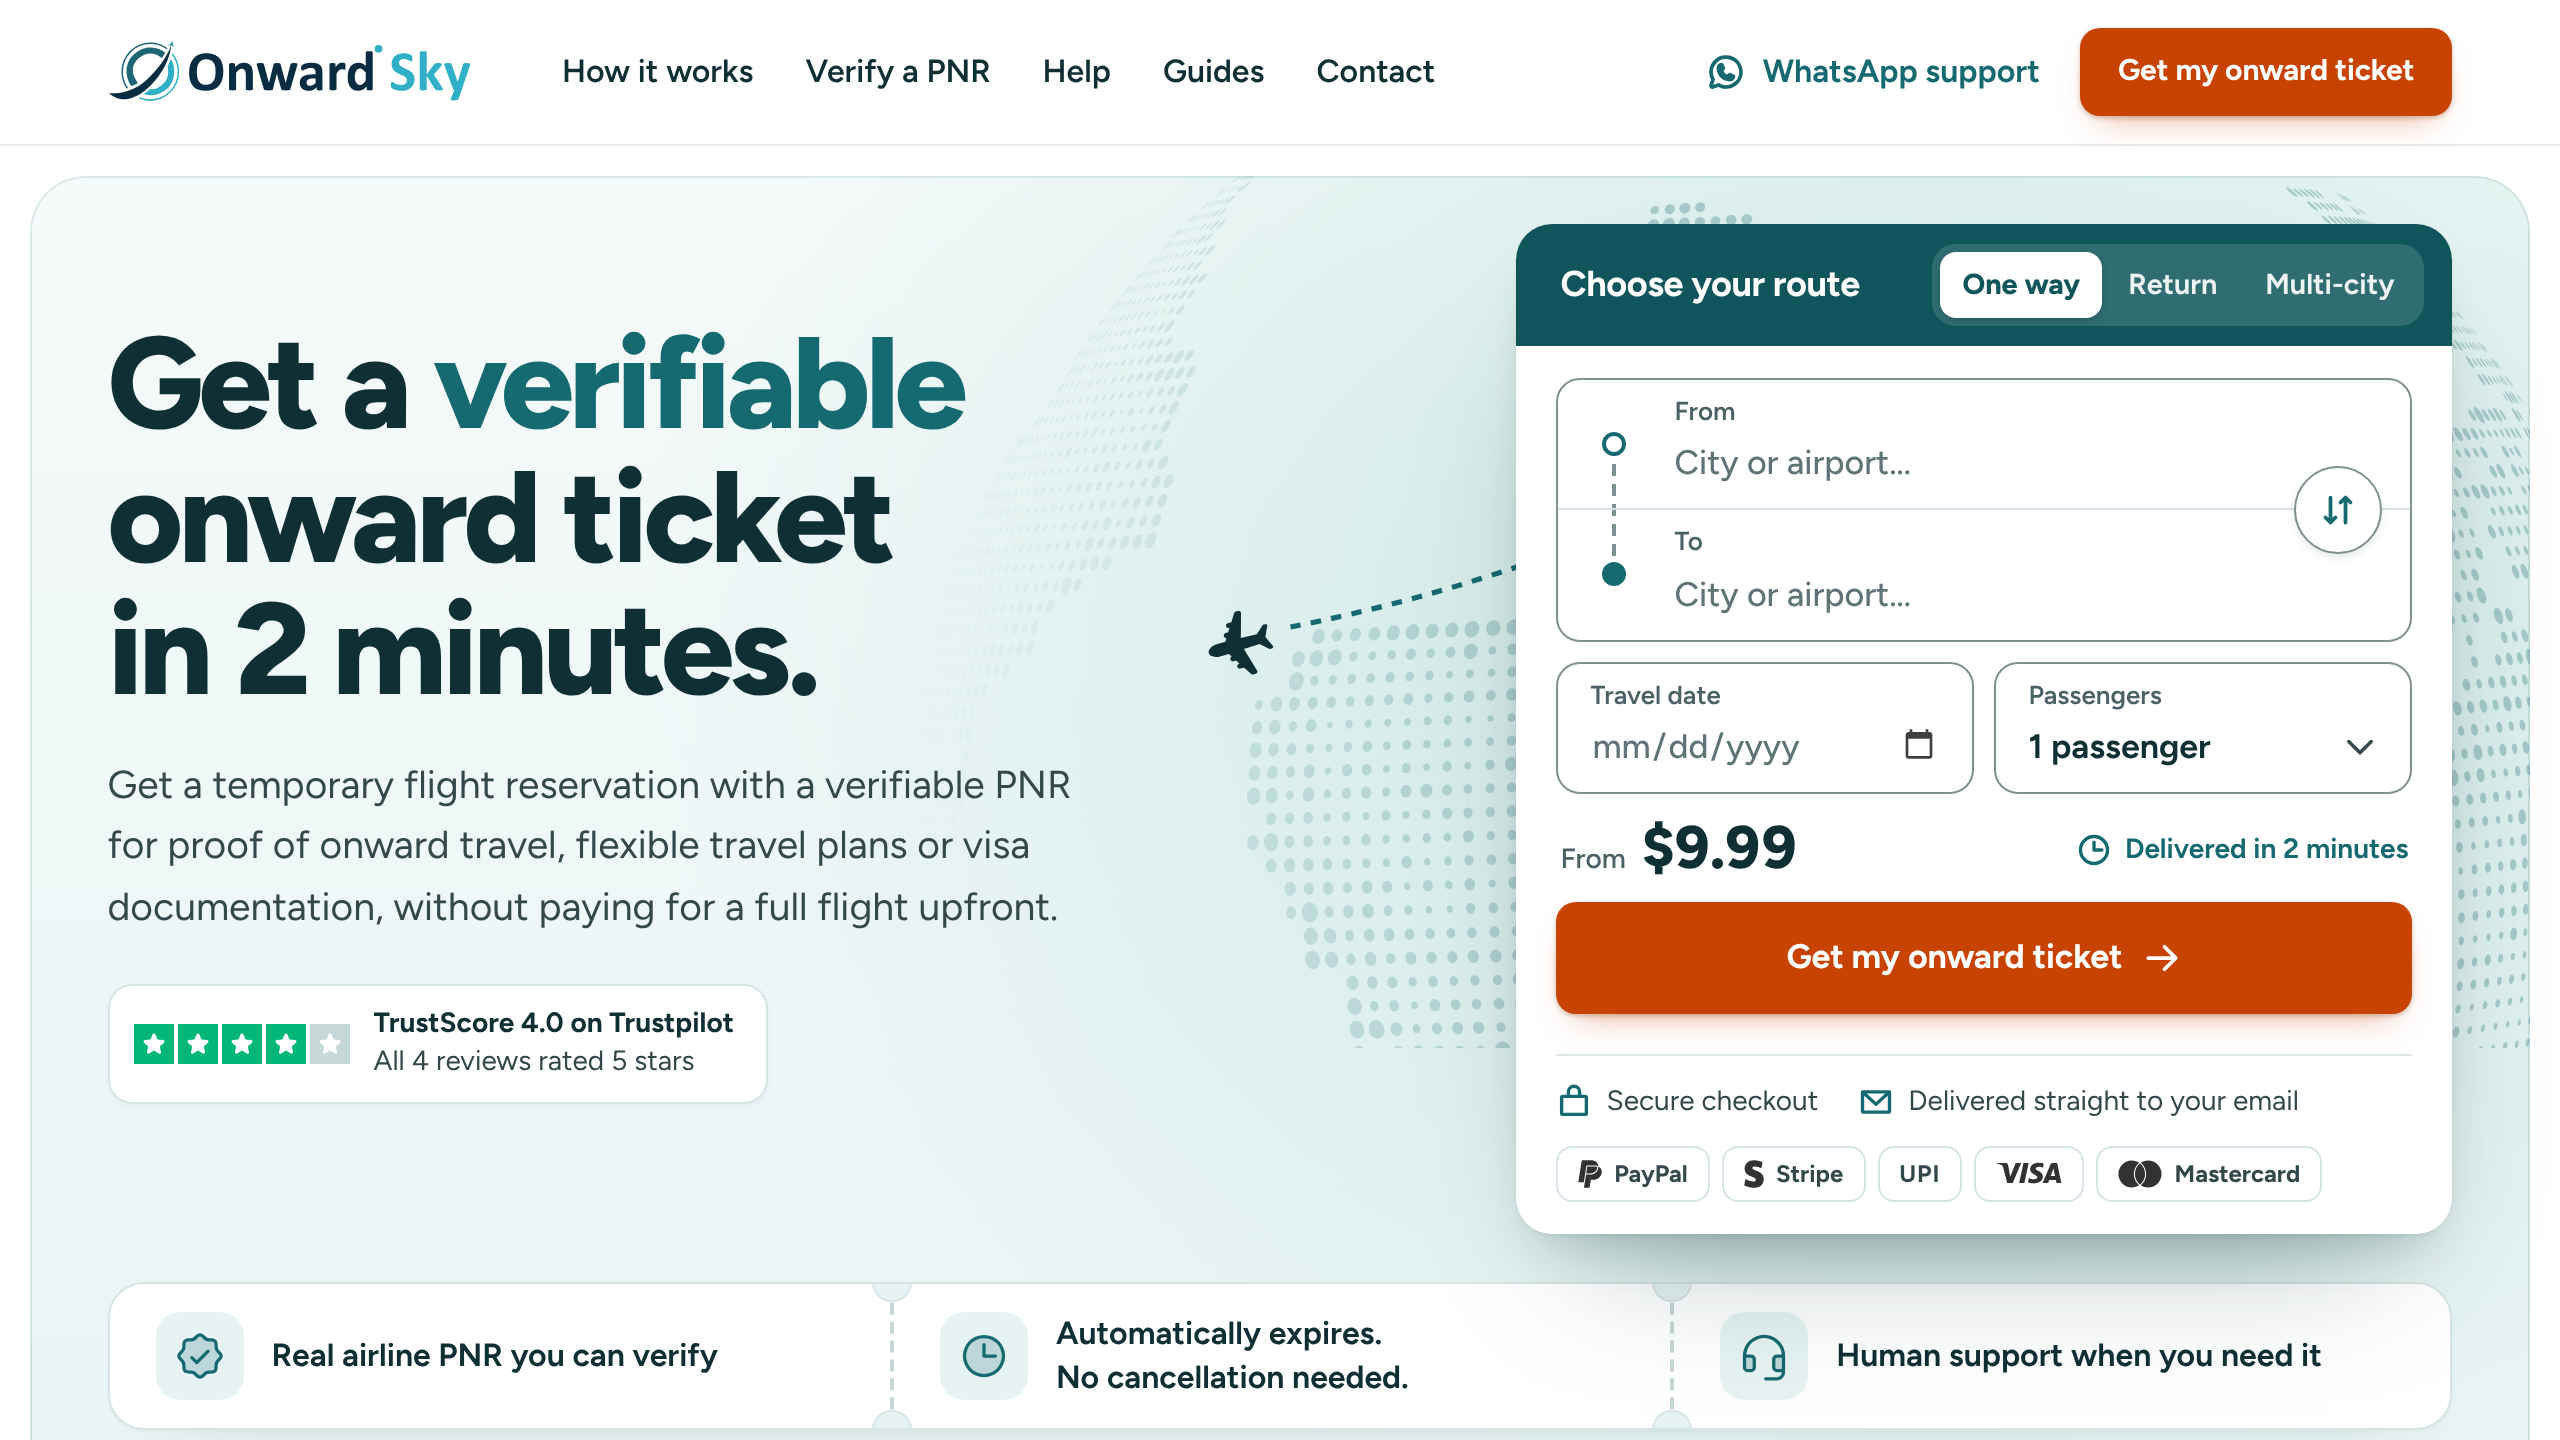 Onward Sky
How it works
Verify a PNR
Help
Guides
Contact
WhatsApp support
Get my onward ticket
Get a verifiable
onward ticket
in 2 minutes.
Get a temporary flight reservation with a verifiable PNR
for proof of onward travel, flexible travel plans or visa
documentation, without paying for a full flight upfront.
TrustScore 4.0 on Trustpilot
All 4 reviews rated 5 stars
Choose your route
One way
Return
Multi-city
From
City or airport...
To
City or airport...
Travel date
mm/dd/yyyy
Passengers
1 passenger
From $9.99
Delivered in 2 minutes
Get my onward ticket
Secure checkout
Delivered straight to your email
PayPal
Stripe
UPI
VISA
Mastercard
Real airline PNR you can verify
Automatically expires.
No cancellation needed.
Human support when you need it